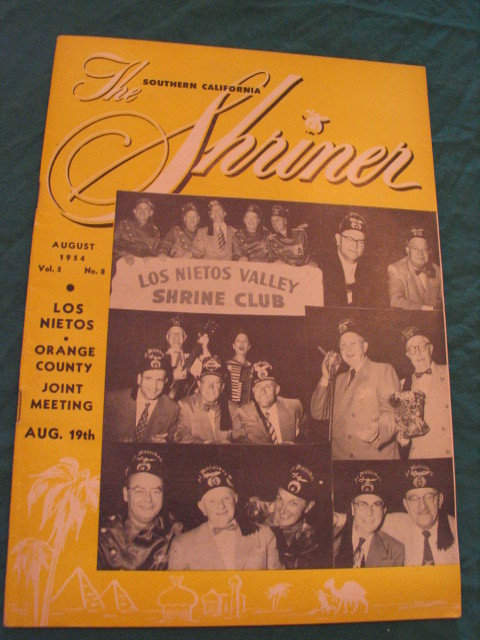 The
SOUTHERN CALIFORNIA
Shriner
AUGUST
1954
Vol. 5 No. 8
LOS
NIETOS
ORANGE
COUNTY
JOINT
MEETING
AUG. 19th
LOS NIETOS VALLEY
SHRINE CLUB